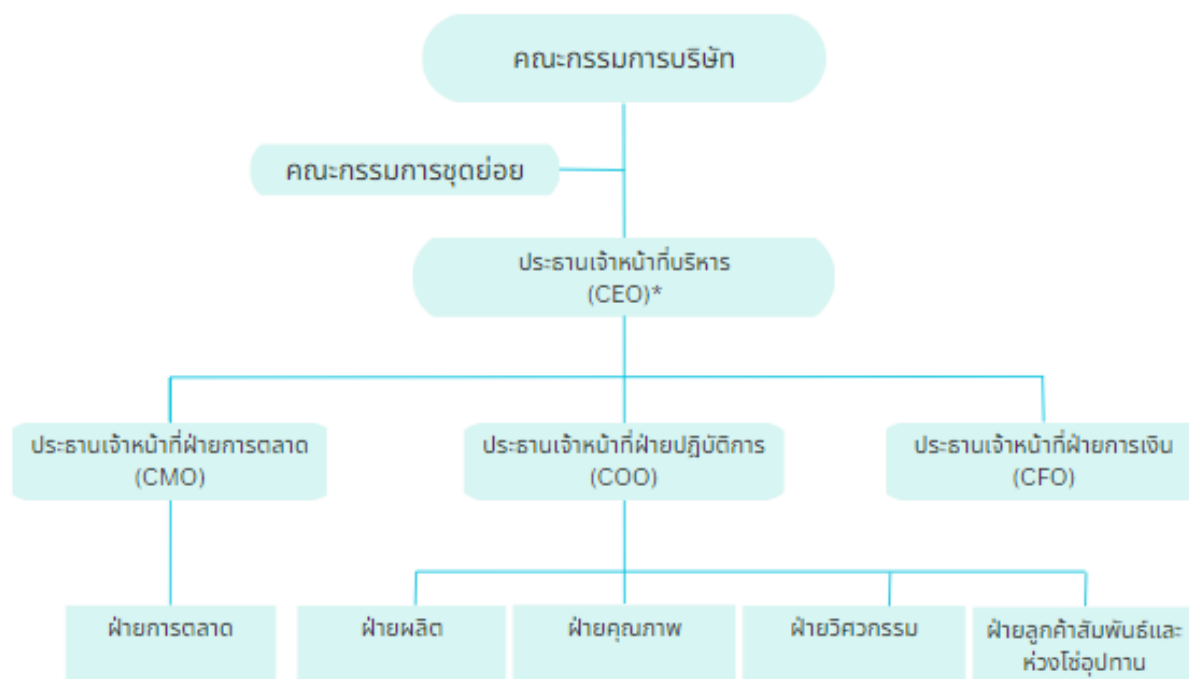 คณะกรรมการบริษัท
คณะกรรมการชุดย่อย
ประธานเจ้าหน้าที่บริหาร
(CEO)*
ประธานเจ้าหน้าที่ฝ่ายการตลาด
(CMO)
ประธานเจ้าหน้าที่ฝ่ายปฏิบัติการ
(COO)
ประธานเจ้าหน้าที่ฝ่ายการเงิน
(CFO)
ฝ่ายการตลาด
ฝ่ายผลิต
ฝ่ายคุณภาพ
ฝ่ายวิศวกรรม
ฝ่ายลูกค้าสัมพันธ์และ
ห่วงโซ่อุปทาน